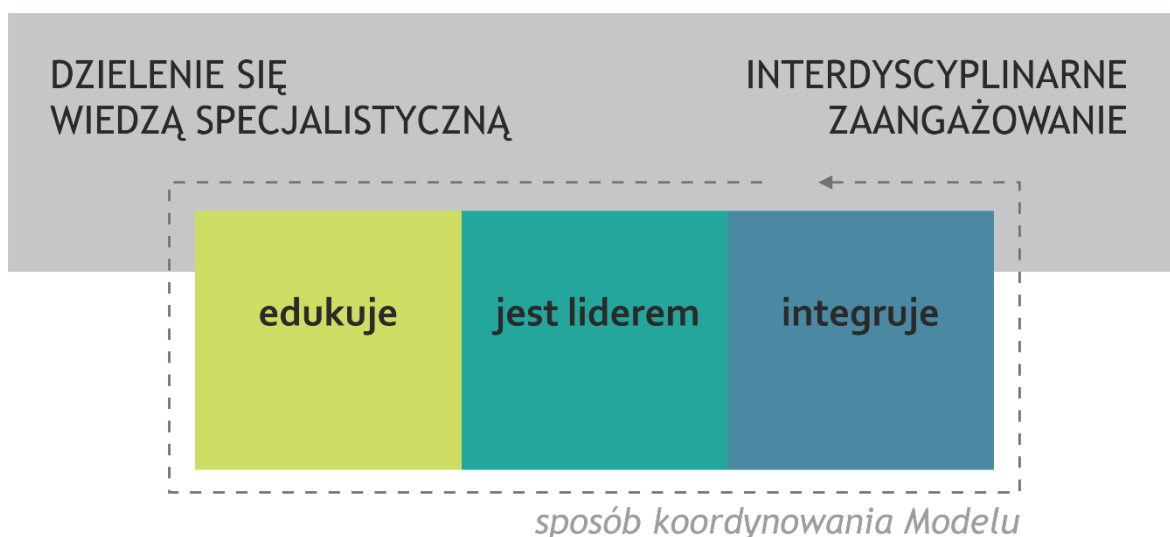 DZIELENIE SIĘ
WIEDZĄ SPECJALISTYCZNĄ
INTERDYSCYPLINARNE
ZAANGAŻOWANIE
edukuje
jest liderem
integruje
sposób koordynowania Modelu